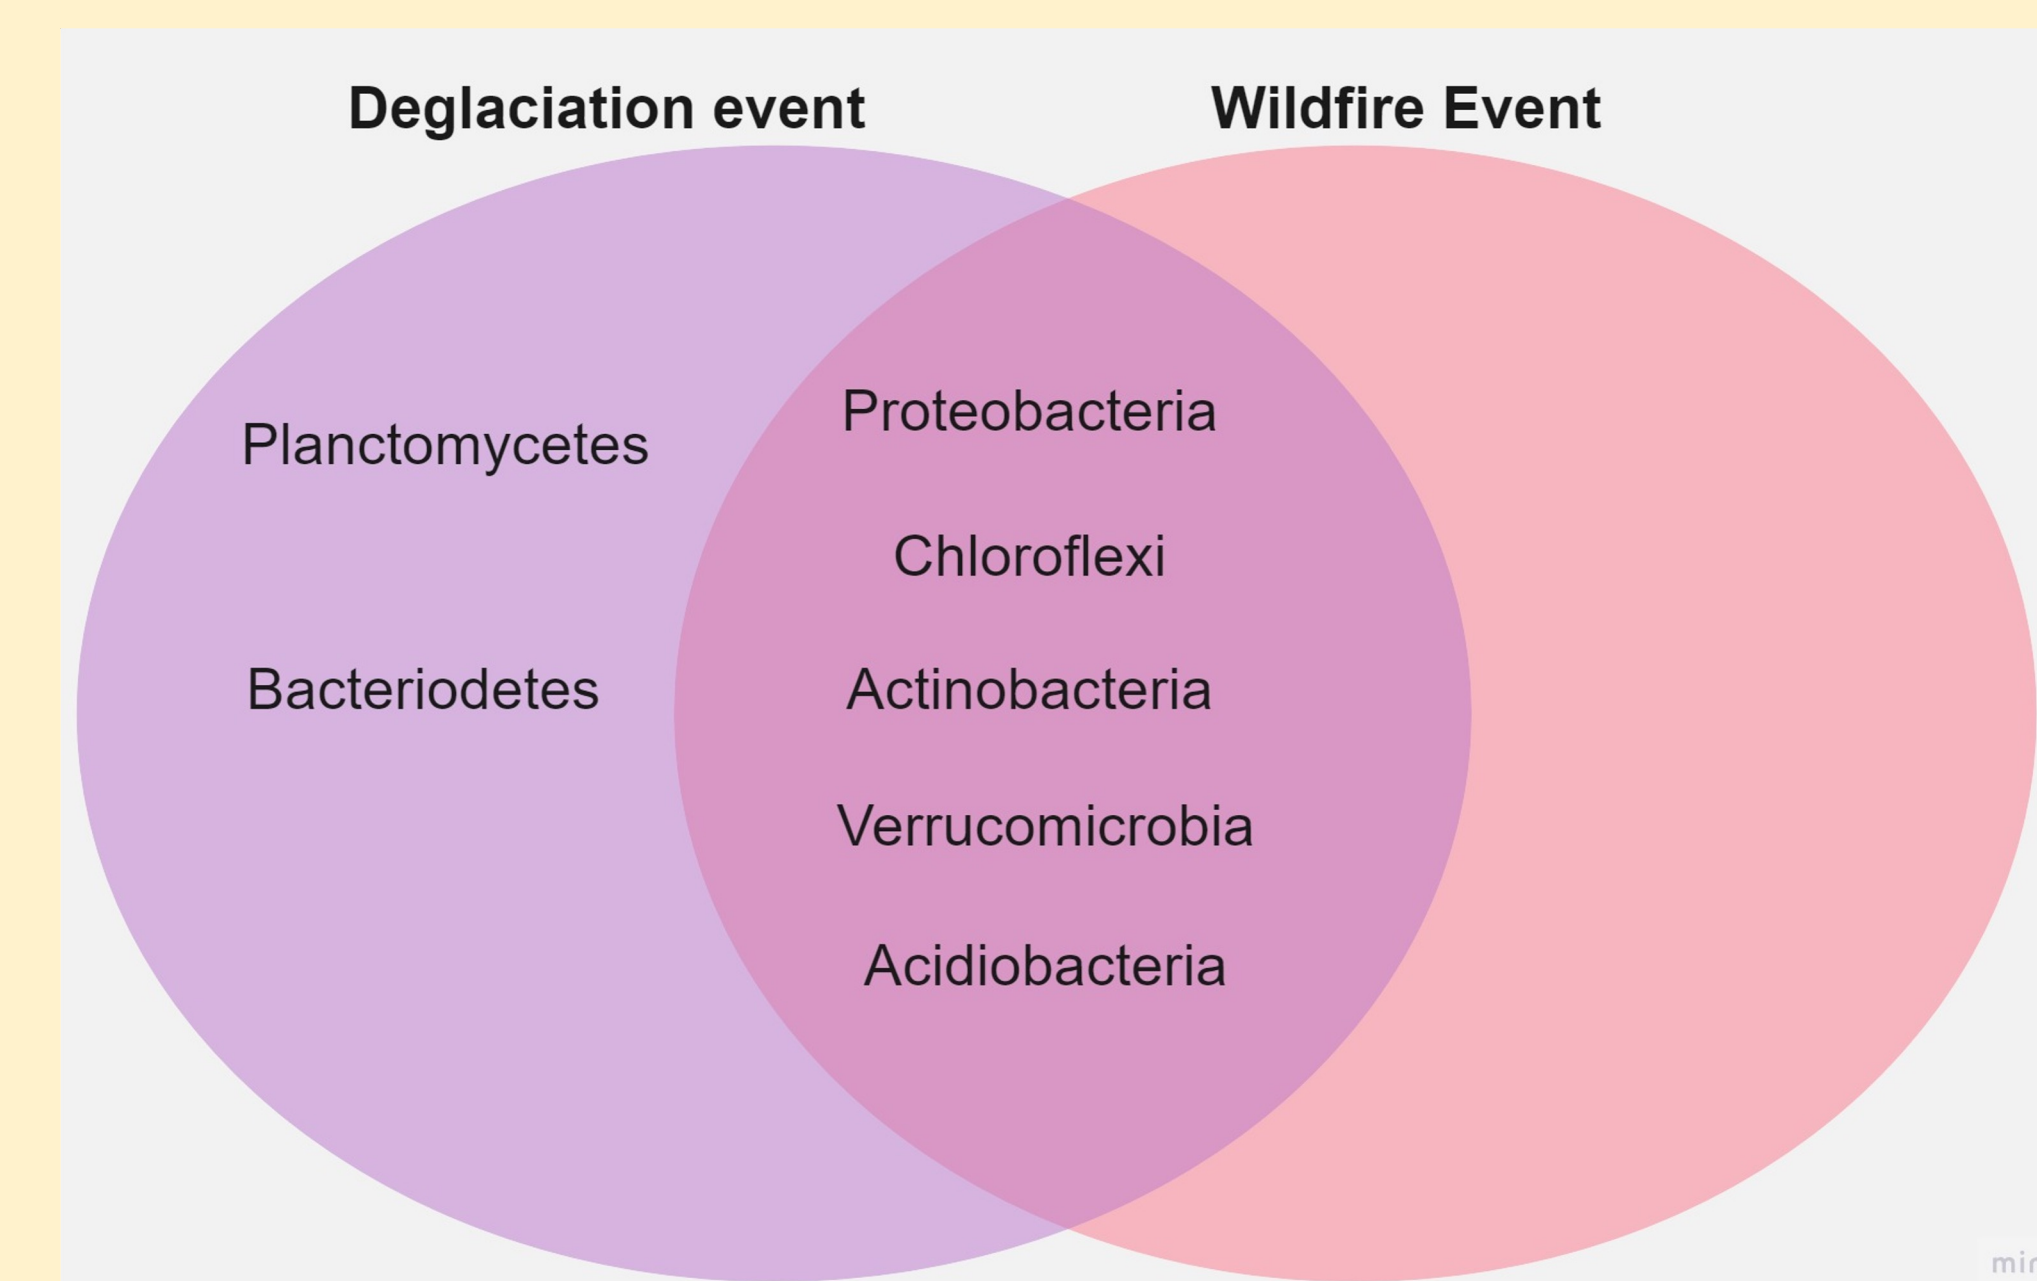 Deglaciation event
Wildfire Event
Planctomycetes
Bacteriodetes
Proteobacteria
Chloroflexi
Actinobacteria
Verrucomicrobia
Acidiobacteria